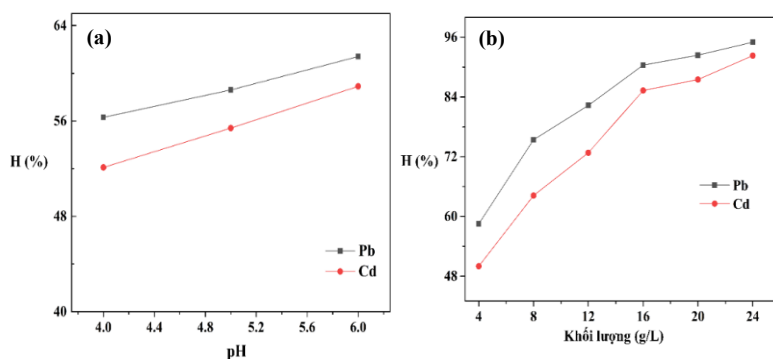 (a)
64
56
48
40
H (%)
4.0 4.4 4.8 5.2 5.6 6.0
pH
Pb
Cd
(b)
96
84
72
60
48
H (%)
4 8 12 16 20 24
Khối lượng (g/L)
Pb
Cd